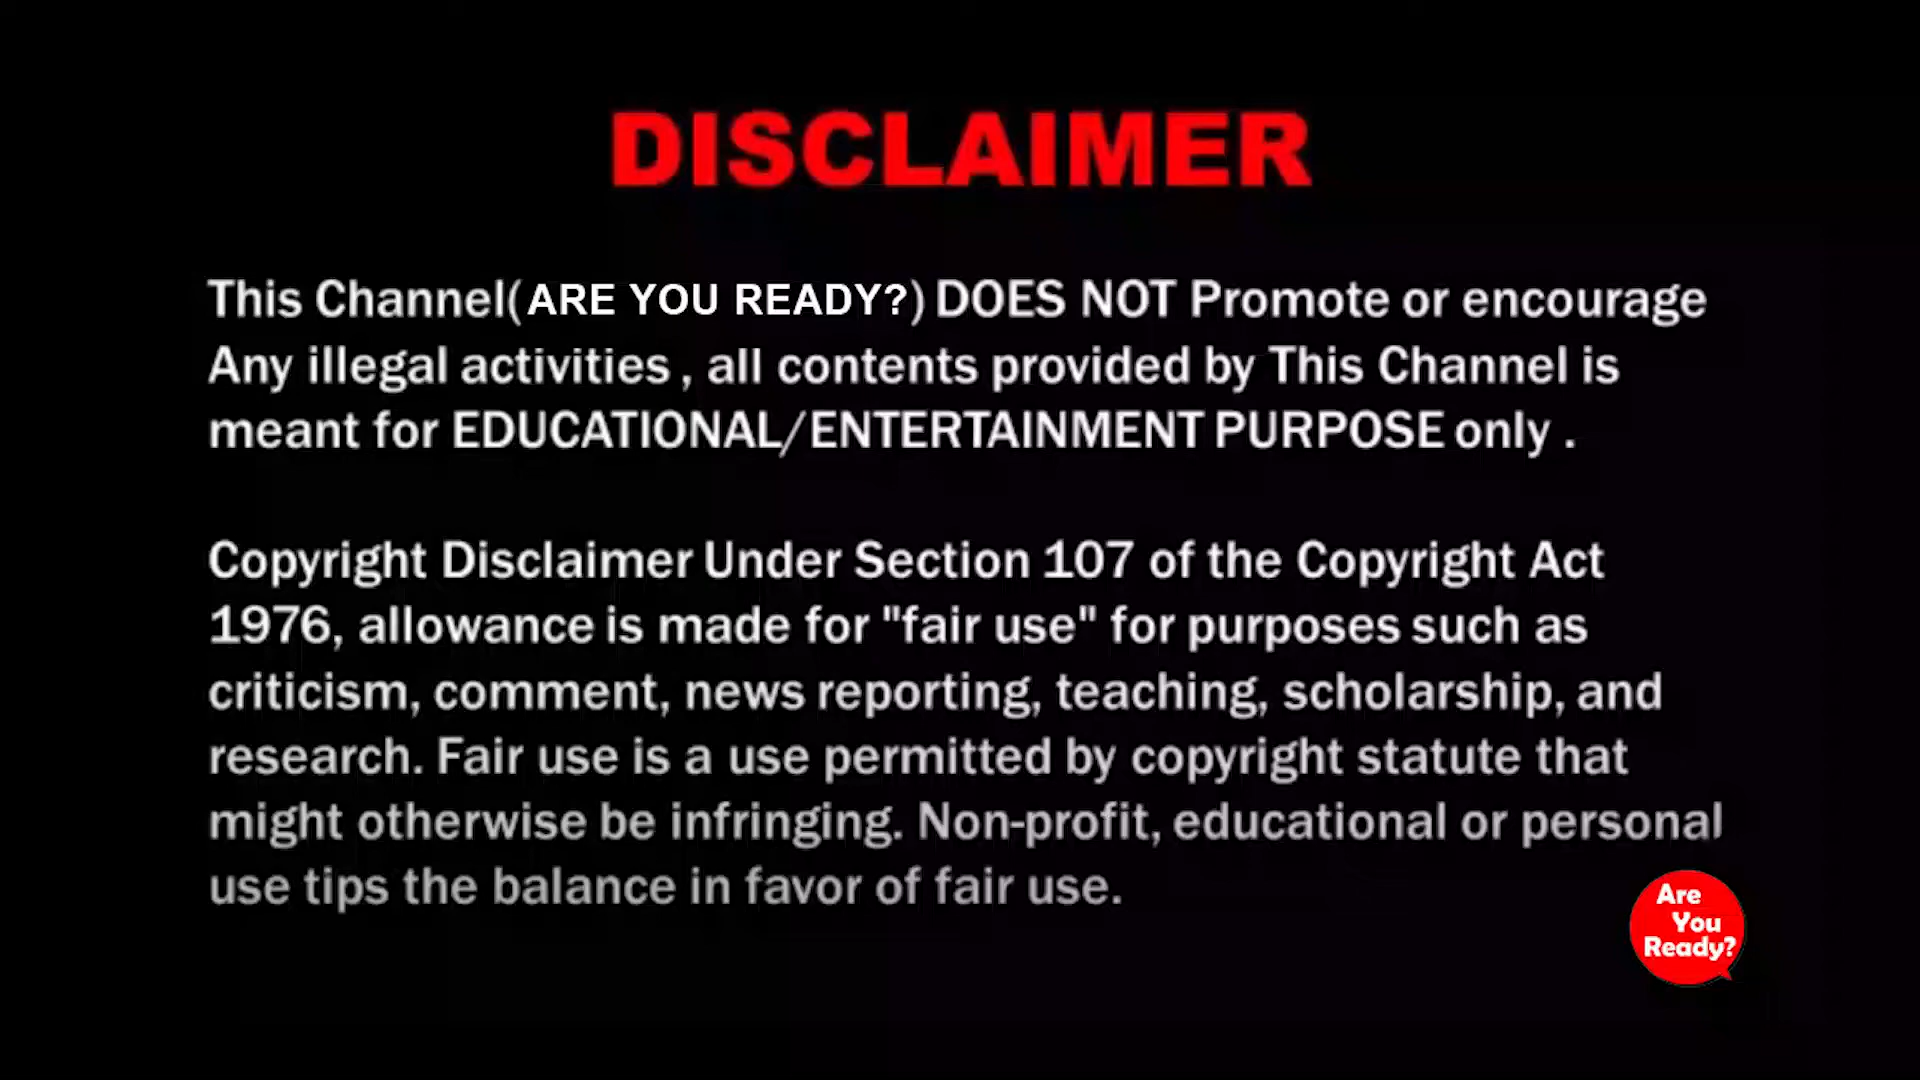 DISCLAIMER
This Channel(ARE YOU READY?) DOES NOT Promote or encourage
Any illegal activities , all contents provided by This Channel is
meant for EDUCATIONAL/ENTERTAINMENT PURPOSE only .
Copyright Disclaimer Under Section 107 of the Copyright Act
1976, allowance is made for "fair use" for purposes such as
criticism, comment, news reporting, teaching, scholarship, and
research. Fair use is a use permitted by copyright statute that
might otherwise be infringing. Non-profit, educational or personal
use tips the balance in favor of fair use.
Are
You
Ready?